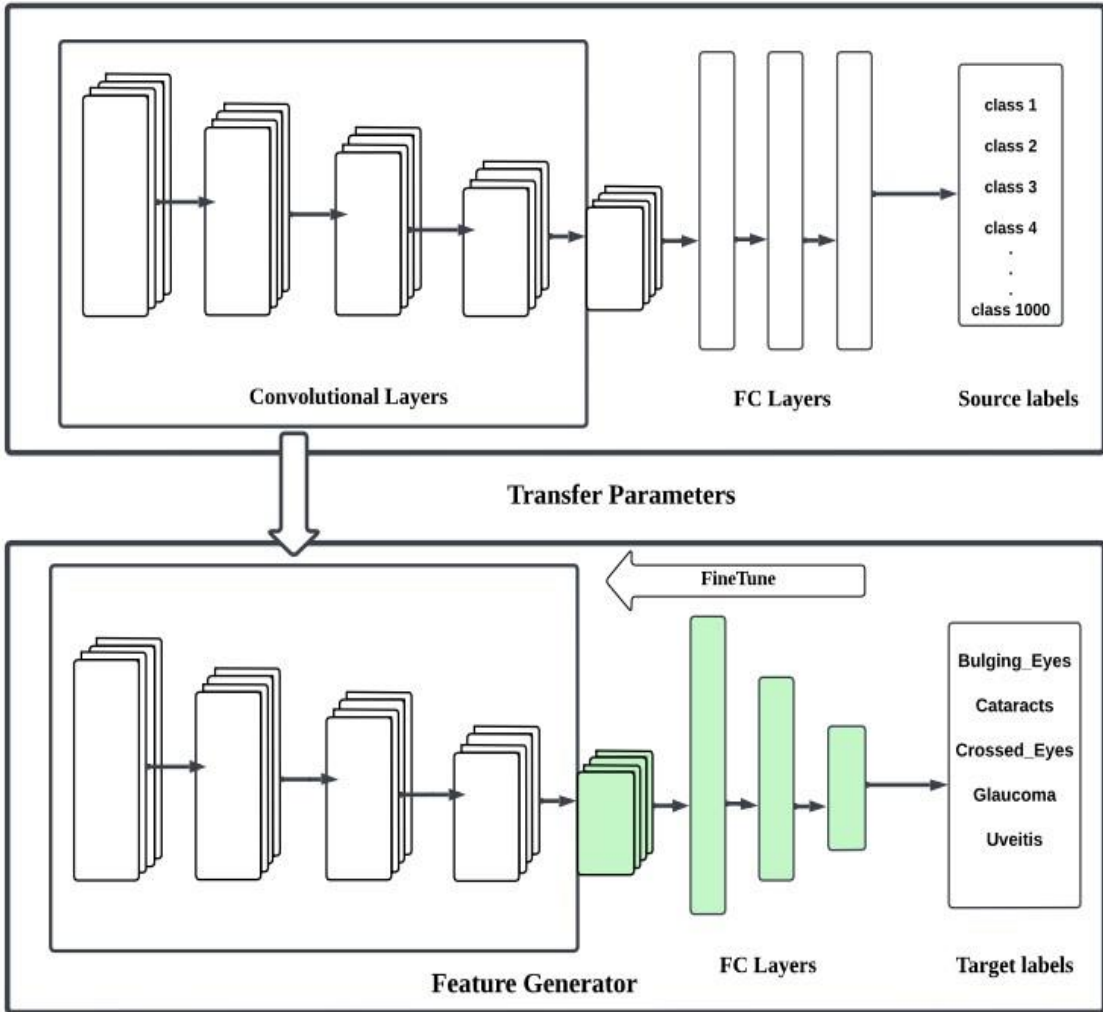 class 1
class 2
class 3
class 4
.
.
.
class 1000
Convolutional Layers
FC Layers
Source labels
Transfer Parameters
FineTune
Bulging_Eyes
Cataracts
Crossed_Eyes
Glaucoma
Uveitis
FC Layers
Target labels
Feature Generator